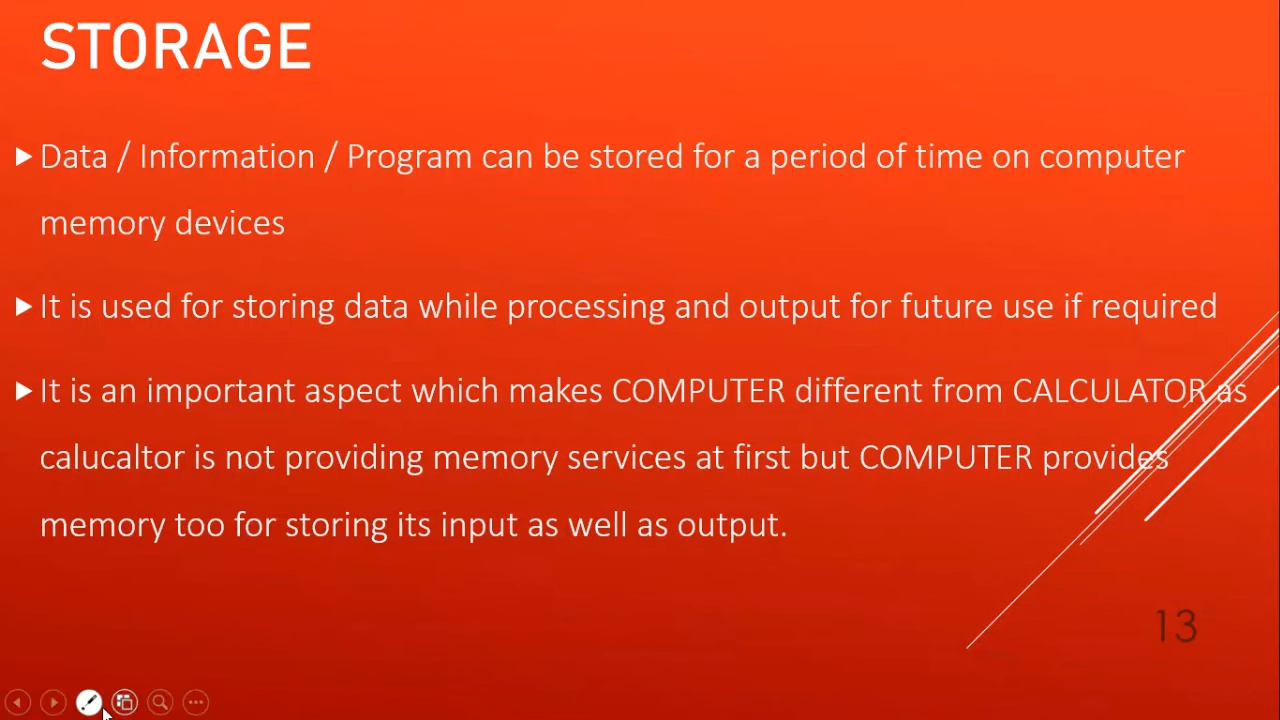 STORAGE
Data / Information / Program can be stored for a period of time on computer
memory devices
It is used for storing data while processing and output for future use if required
It is an important aspect which makes COMPUTER different from CALCULATOR as
calucaltor is not providing memory services at first but COMPUTER provides
memory too for storing its input as well as output.
13